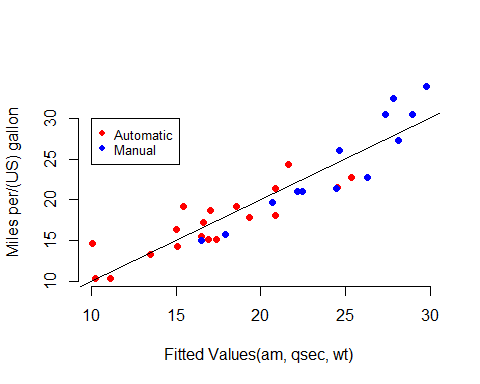 Miles per/(US) gallon
30
25
20
15
10
Automatic
Manual
10 15 20 25 30
Fitted Values(am, qsec, wt)